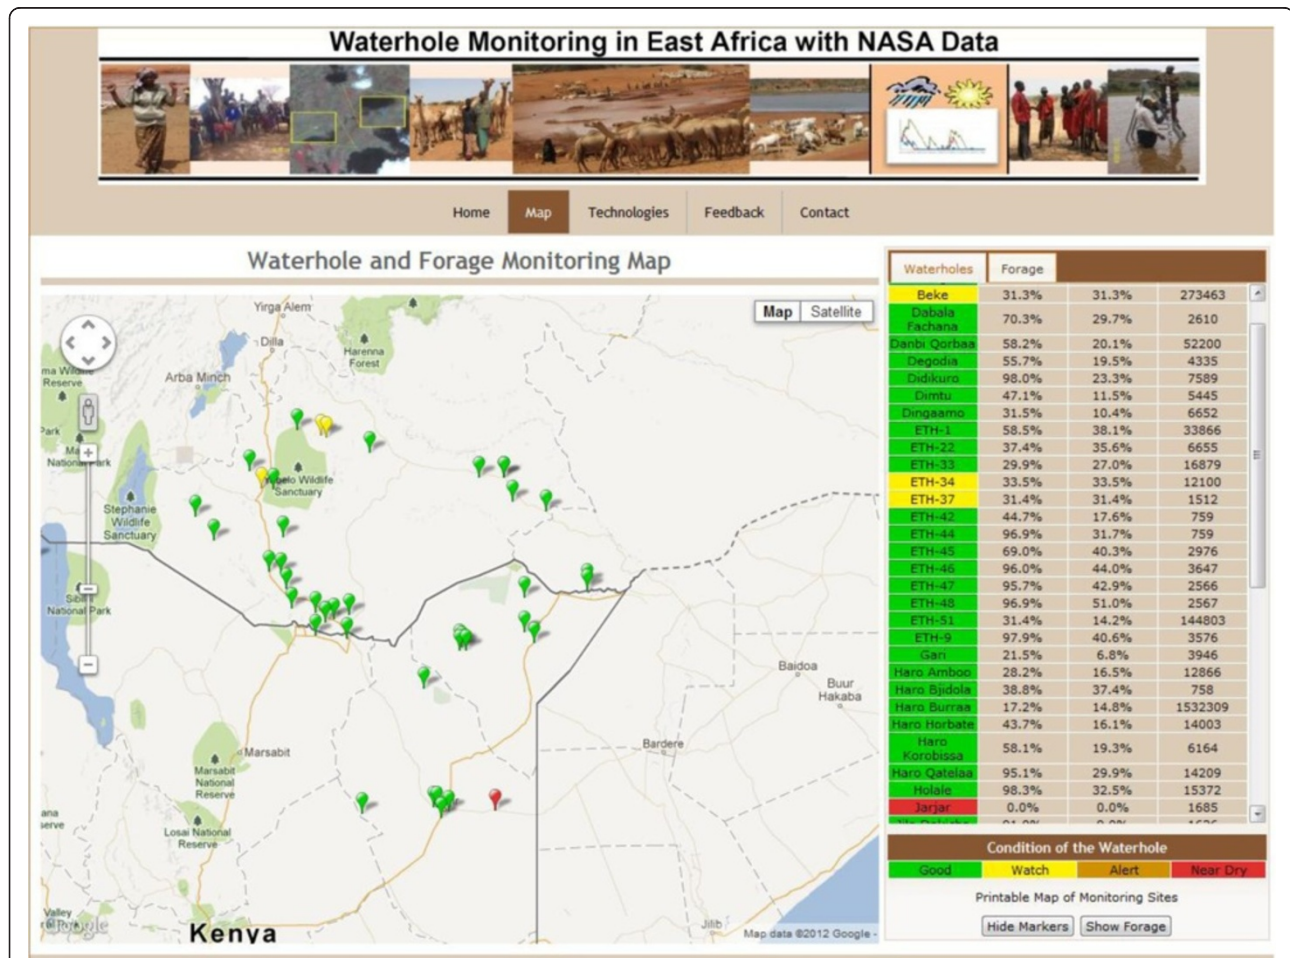 Waterhole Monitoring in East Africa with NASA Data
Home Map Technologies Feedback Contact
Waterhole and Forage Monitoring Map
Yirga Alem
Dilla
Harenna
Forest
Map Satellite
Reserve
Arba Minch
Park
National Park
Wildlife
Sanctuary
Stephanie
Wildlife
Sanctuary
National Park
Baidoa
Buur
Hakaba
Marsabit
Bardere
Marsabit
National
Reserve
Losai National
Reserve
Valley
Google
Kenya
Jilib
Map data ©2012 Google -
Waterholes Forage
Beke 31.3% 31.3% 273463
Dabala
Fachana 70.3% 29.7% 2610
Danbi Qorbaa 58.2% 20.1% 52200
Degodia 55.7% 19.5% 4335
Didikuro 98.0% 23.3% 7589
Dimtu 47.1% 11.5% 5445
Dingaamo 31.5% 10.4% 6652
ETH-1 58.5% 38.1% 33866
ETH-22 37.4% 35.6% 6655
ETH-33 29.9% 27.0% 16879
ETH-34 33.5% 33.5% 12100
ETH-37 31.4% 31.4% 1512
ETH-42 44.7% 17.6% 759
ETH-44 96.9% 31.7% 759
ETH-45 69.0% 40.3% 2976
ETH-46 96.0% 44.0% 3647
ETH-47 95.7% 42.9% 2566
ETH-48 96.9% 51.0% 2567
ETH-51 31.4% 14.2% 144803
ETH-9 97.9% 40.6% 3576
Gari 21.5% 6.8% 3946
Haro Amboo 28.2% 16.5% 12866
Haro Bjidola 38.8% 37.4% 758
Haro Burraa 17.2% 14.8% 1532309
Haro Horbate 43.7% 16.1% 14003
Haro
Korobissa 58.1% 19.3% 6164
Haro Qatelaa 95.1% 29.9% 14209
Holale 98.3% 32.5% 15372
Jarjar 0.0% 0.0% 1685
Condition of the Waterhole
Good Watch Alert Near Dry
Printable Map of Monitoring Sites
Hide Markers Show Forage